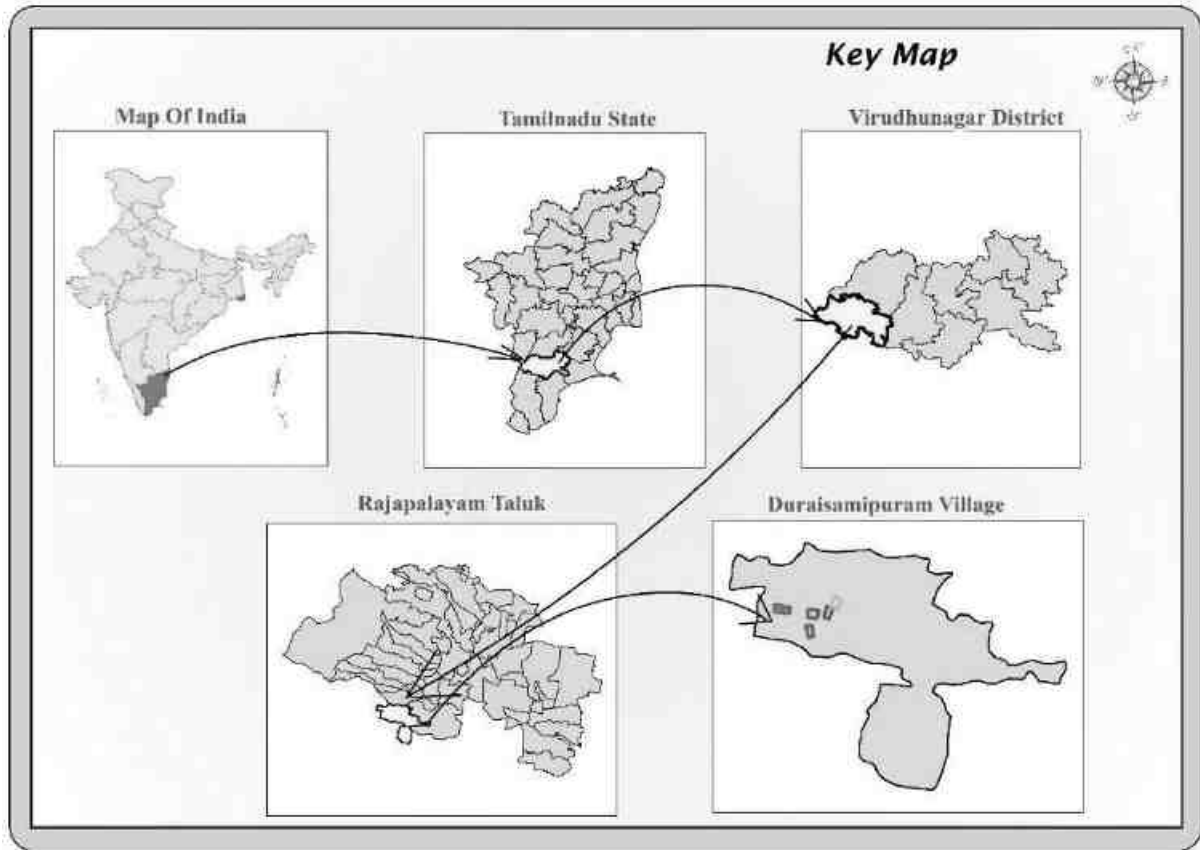 Key Map
Map Of India
Tamilnadu State
Virudhunagar District
Rajapalayam Taluk
Duraisamipuram Village